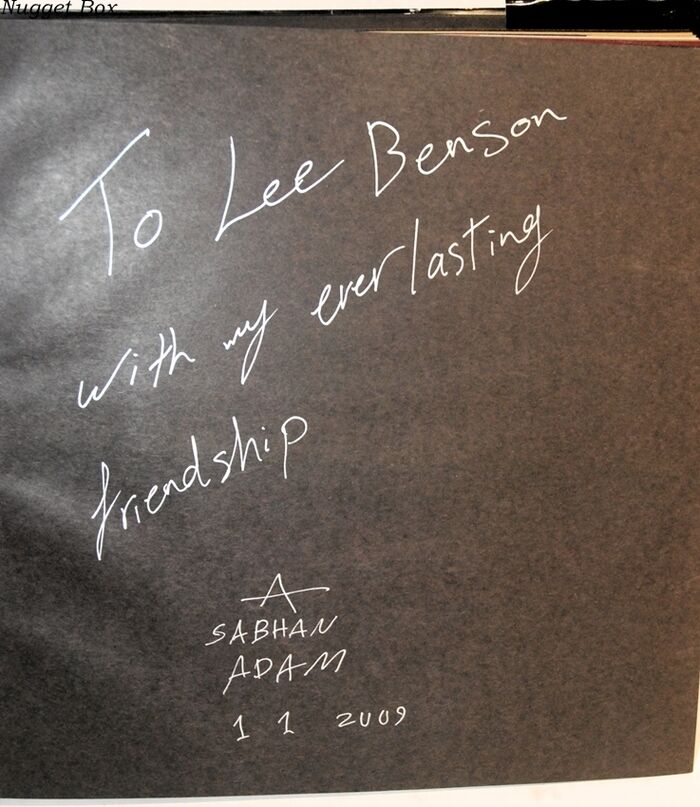 Nugget Box
To Lee Benson
with my everlasting
friendship
A
SABHAN
ADAM
1 1 2009